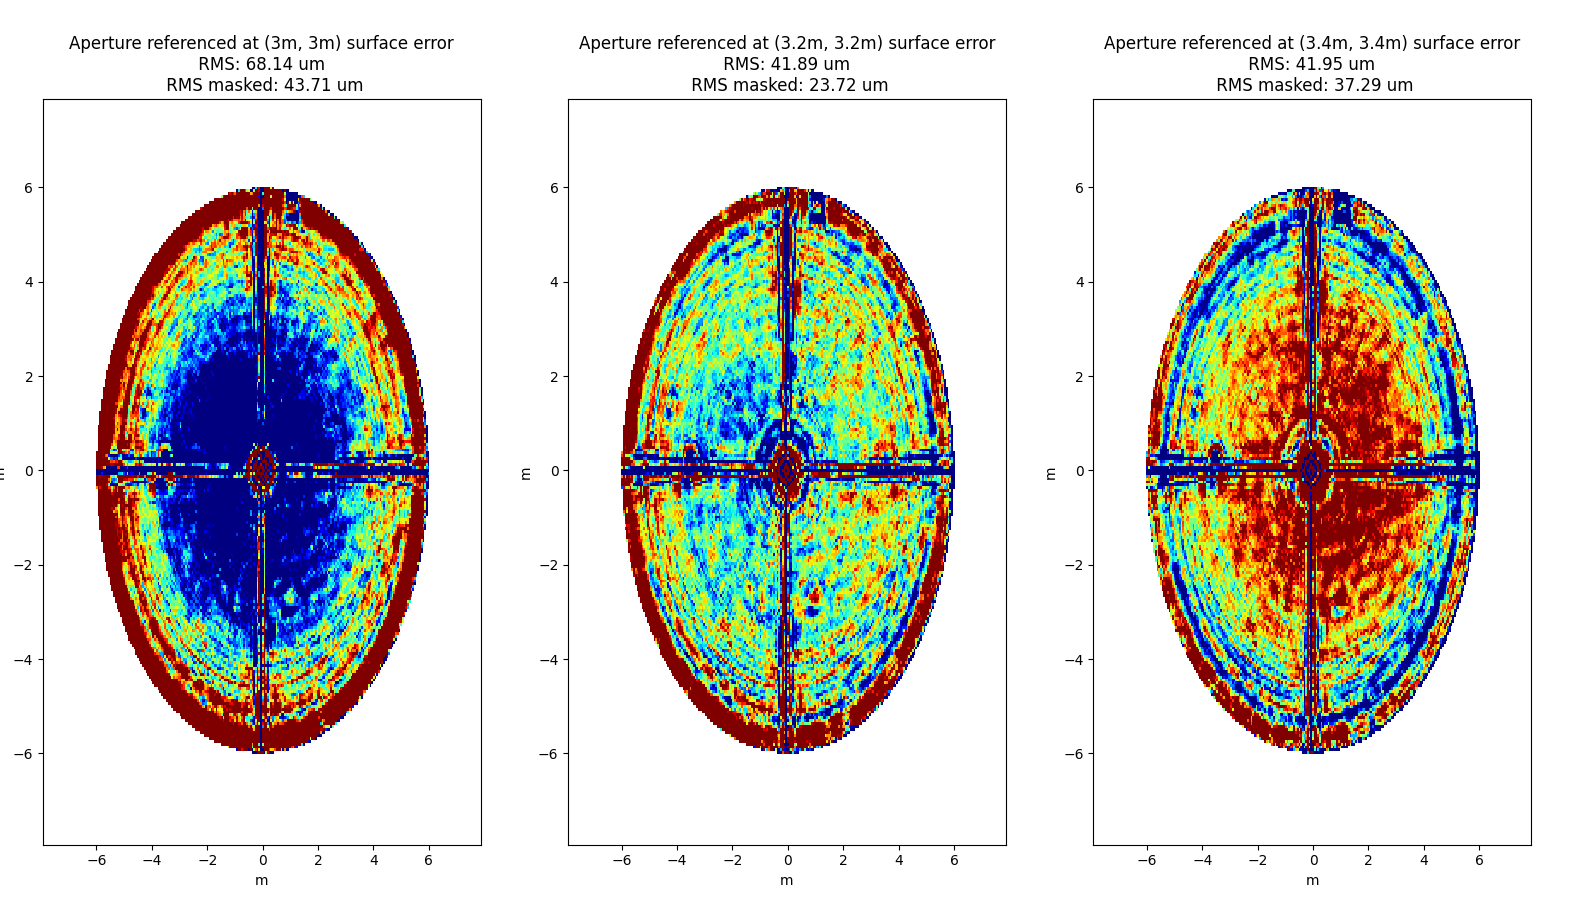 Aperture referenced at (3m, 3m) surface error
RMS: 68.14 um
RMS masked: 43.71 um
6
4
2
0
−2
−4
−6
m
−6 −4 −2 0 2 4 6
m
Aperture referenced at (3.2m, 3.2m) surface error
RMS: 41.89 um
RMS masked: 23.72 um
6
4
2
0
−2
−4
−6
m
−6 −4 −2 0 2 4 6
m
Aperture referenced at (3.4m, 3.4m) surface error
RMS: 41.95 um
RMS masked: 37.29 um
6
4
2
0
−2
−4
−6
m
−6 −4 −2 0 2 4 6
m